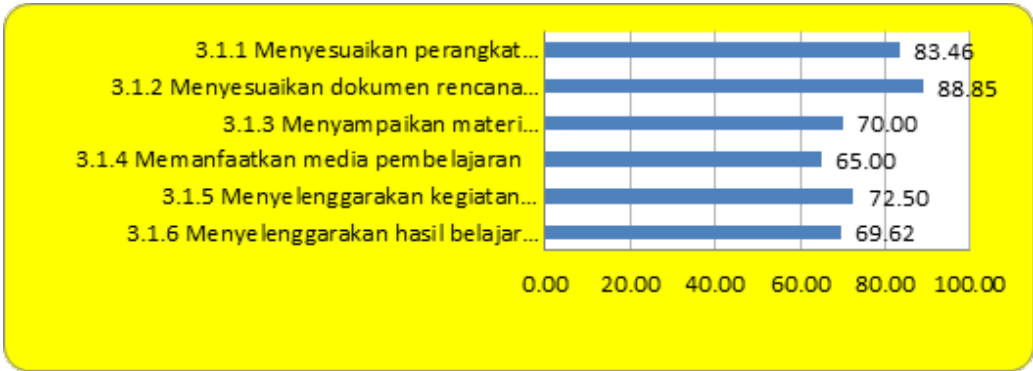 3.1.1 Menyesuaikan perangkat... 83.46
3.1.2 Menyesuaikan dokumen rencana... 88.85
3.1.3 Menyampaikan materi... 70.00
3.1.4 Memanfaatkan media pembelajaran 65.00
3.1.5 Menyelenggarakan kegiatan... 72.50
3.1.6 Menyelenggarakan hasil belajar... 69.62
0.00 20.00 40.00 60.00 80.00 100.00